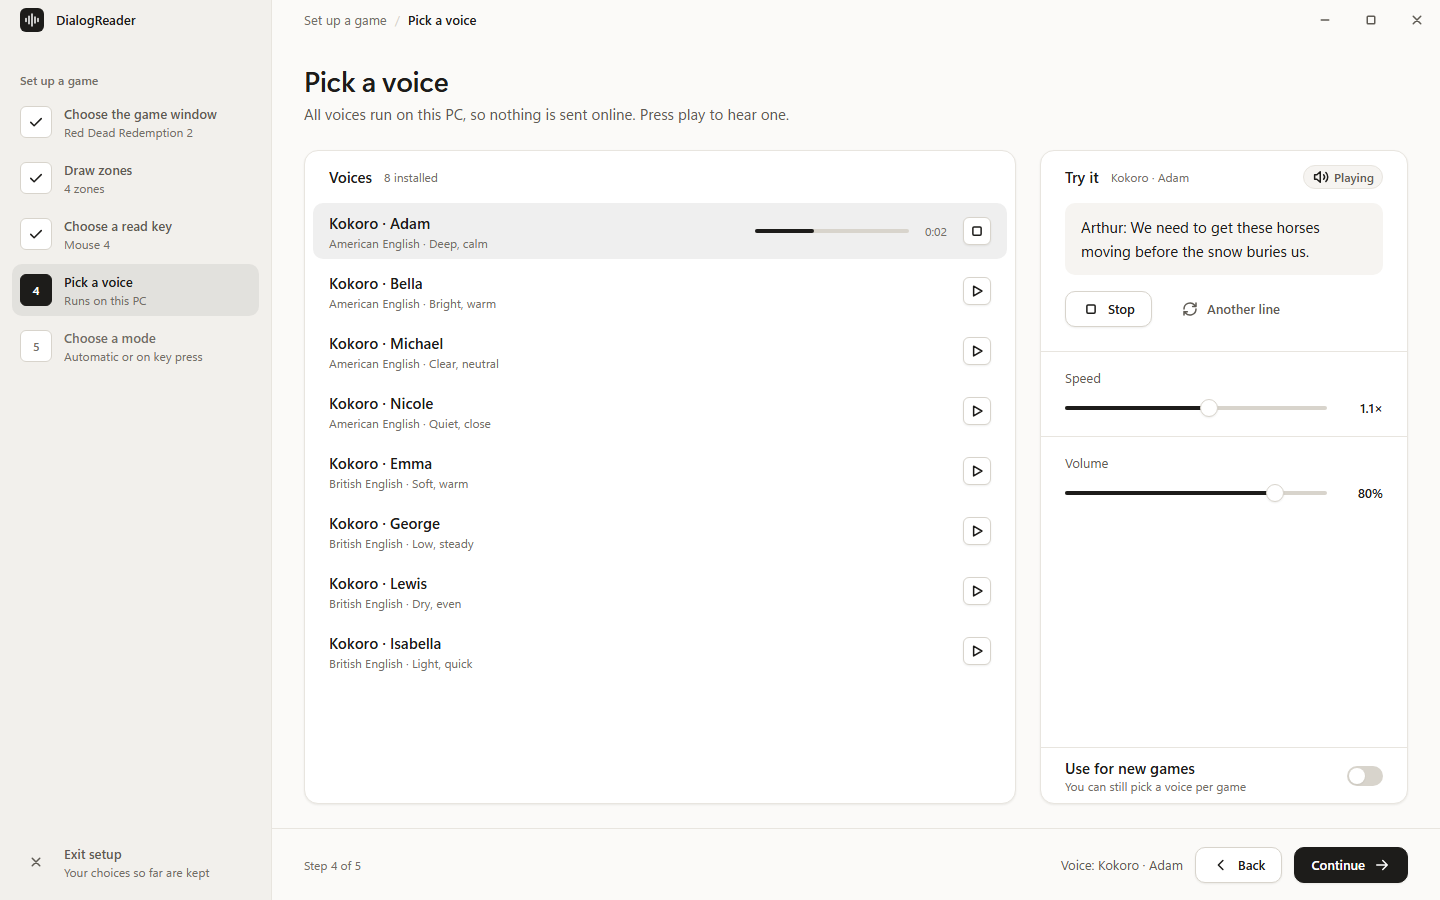 DialogReader
Set up a game / Pick a voice
Set up a game
Choose the game window
Red Dead Redemption 2
Draw zones
4 zones
Choose a read key
Mouse 4
4
Pick a voice
Runs on this PC
5
Choose a mode
Automatic or on key press
Exit setup
Your choices so far are kept
Pick a voice
All voices run on this PC, so nothing is sent online. Press play to hear one.
Voices 8 installed
Kokoro · Adam
American English · Deep, calm
0:02
Kokoro · Bella
American English · Bright, warm
Kokoro · Michael
American English · Clear, neutral
Kokoro · Nicole
American English · Quiet, close
Kokoro · Emma
British English · Soft, warm
Kokoro · George
British English · Low, steady
Kokoro · Lewis
British English · Dry, even
Kokoro · Isabella
British English · Light, quick
Try it Kokoro · Adam Playing
Arthur: We need to get these horses
moving before the snow buries us.
Stop Another line
Speed
1.1×
Volume
80%
Use for new games
You can still pick a voice per game
Step 4 of 5
Voice: Kokoro · Adam Back Continue